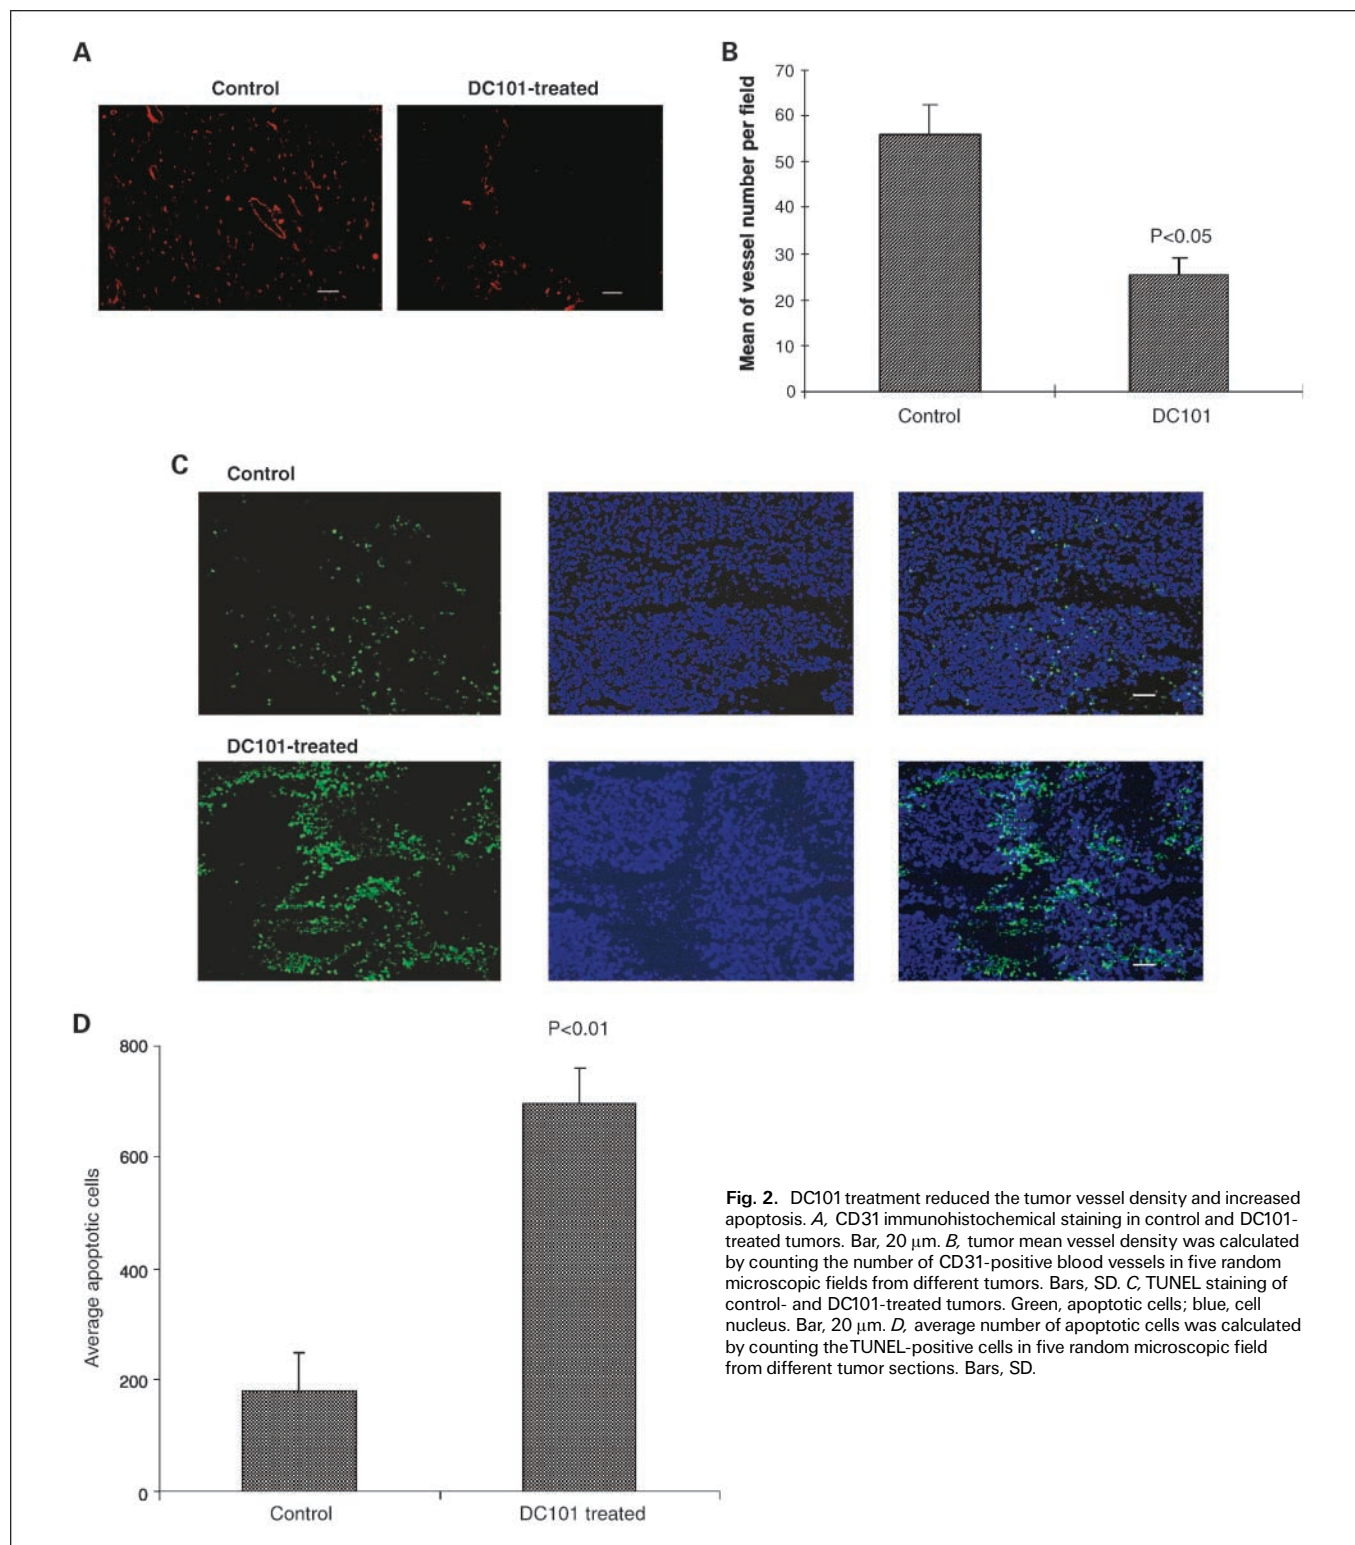 A
Control
DC101-treated
B
Mean of vessel number per field
70
60
50
40
30
20
10
0
P<0.05
Control
DC101
C
Control
DC101-treated
D
Average apoptotic cells
800
600
400
200
0
P<0.01
Control
DC101 treated
Fig. 2. DC101 treatment reduced the tumor vessel density and increased
apoptosis. A, CD31 immunohistochemical staining in control and DC101-
treated tumors. Bar, 20 μm. B, tumor mean vessel density was calculated
by counting the number of CD31-positive blood vessels in five random
microscopic fields from different tumors. Bars, SD. C, TUNEL staining of
control- and DC101-treated tumors. Green, apoptotic cells; blue, cell
nucleus. Bar, 20 μm. D, average number of apoptotic cells was calculated
by counting the TUNEL-positive cells in five random microscopic field
from different tumor sections. Bars, SD.